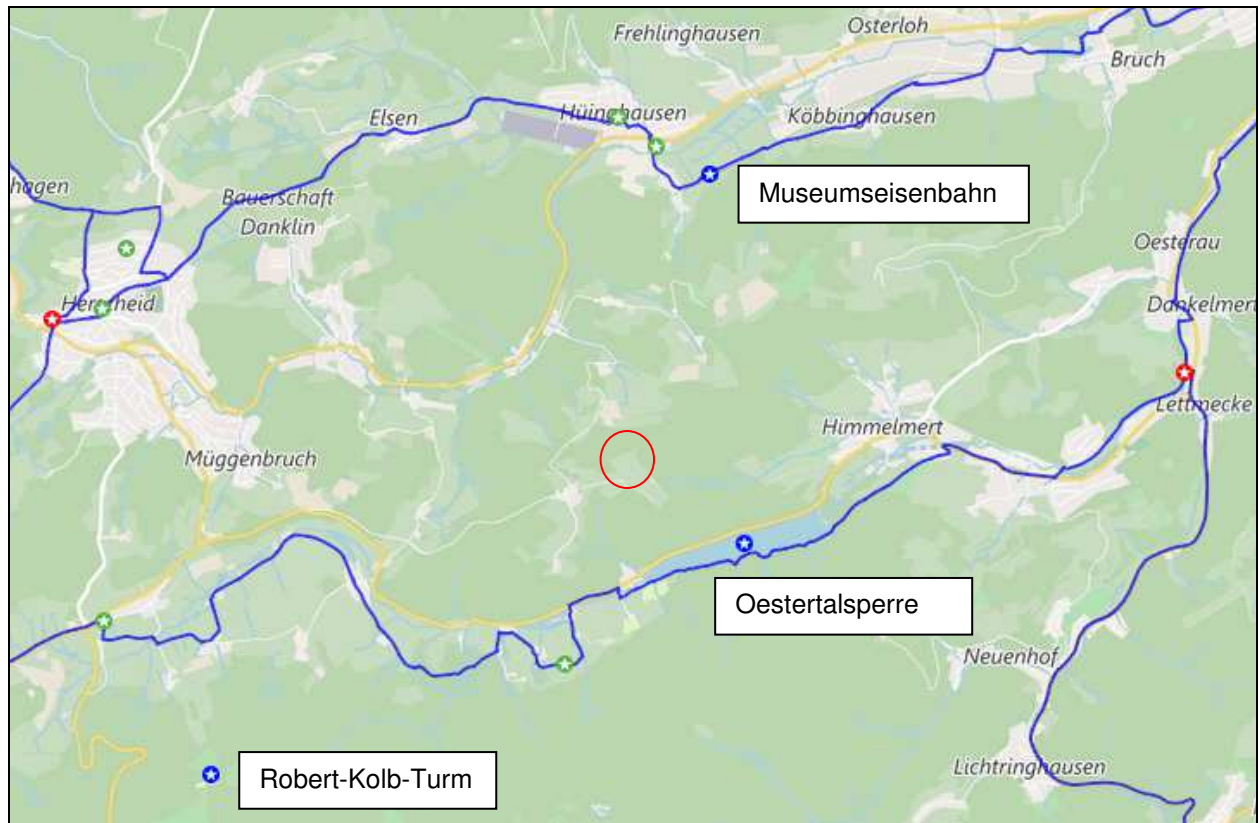 Frehlinghausen
Osterloh
Bruch
Hüinghausen
Elsen
Köbbinghausen
hagen
Bauerschaft
Danklin
Museumseisenbahn
Oesterau
Herscheid
Dankelmert
Lettmecke
Himmelmert
Müggenbruch
Oestertalsperre
Neuenhof
Robert-Kolb-Turm
Lichtringhausen